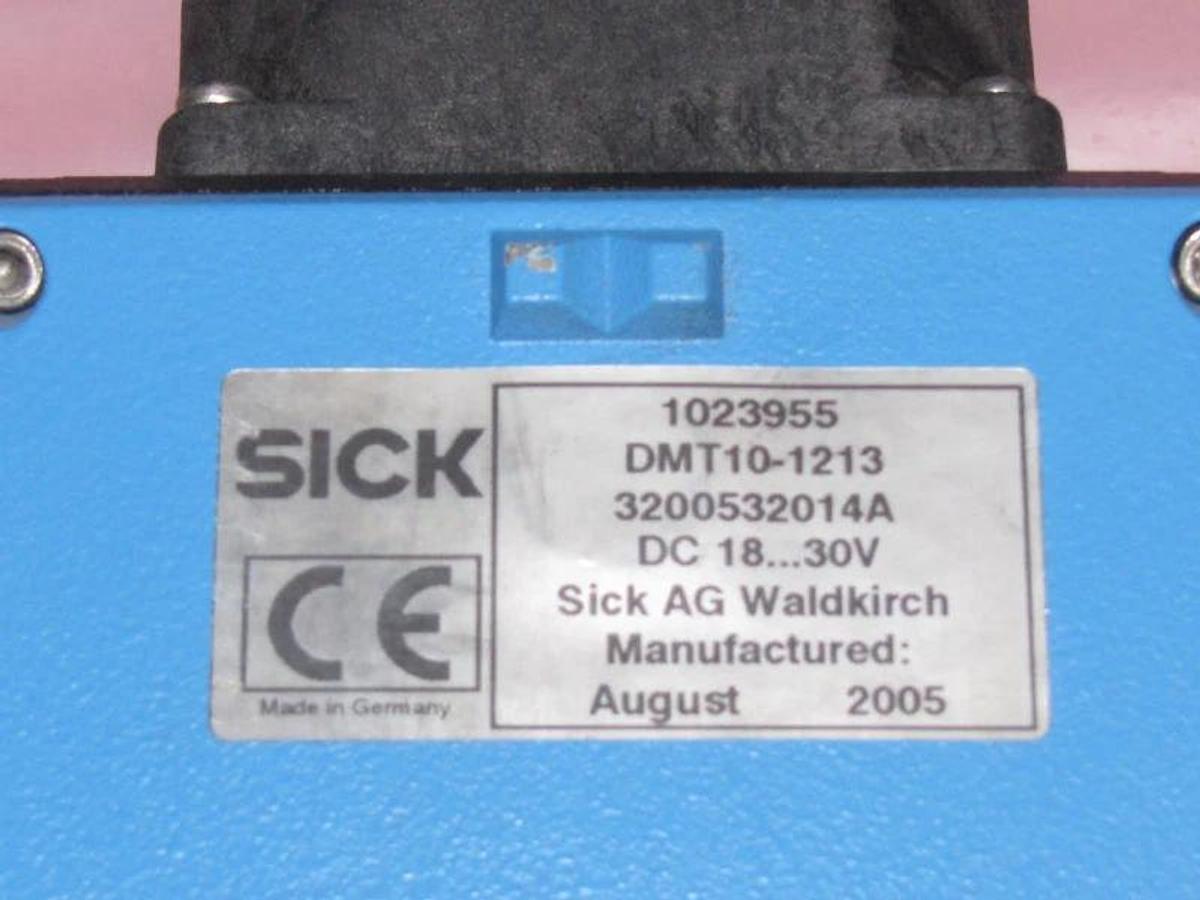 SICK
CE
Made in Germany
1023955
DMT10-1213
3200532014A
DC 18...30V
Sick AG Waldkirch
Manufactured:
August 2005